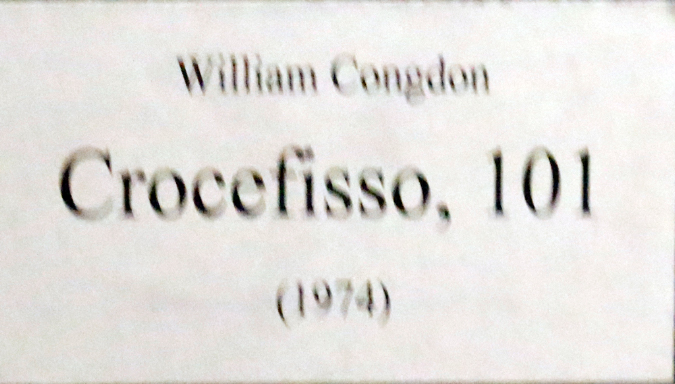 William Congdon
Crocefisso, 101
(1974)